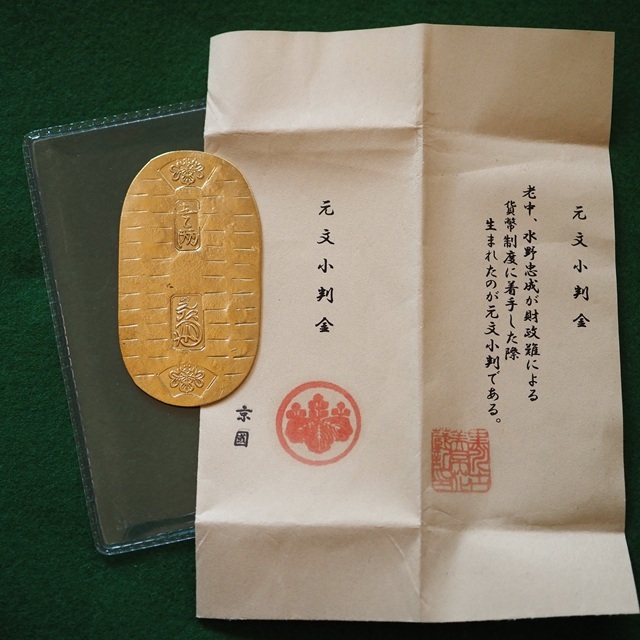 元文小判金
老中、水野忠成が財政難による
貨幣制度に着手した際
生まれたのが元文小判である。
元文小判金
京國